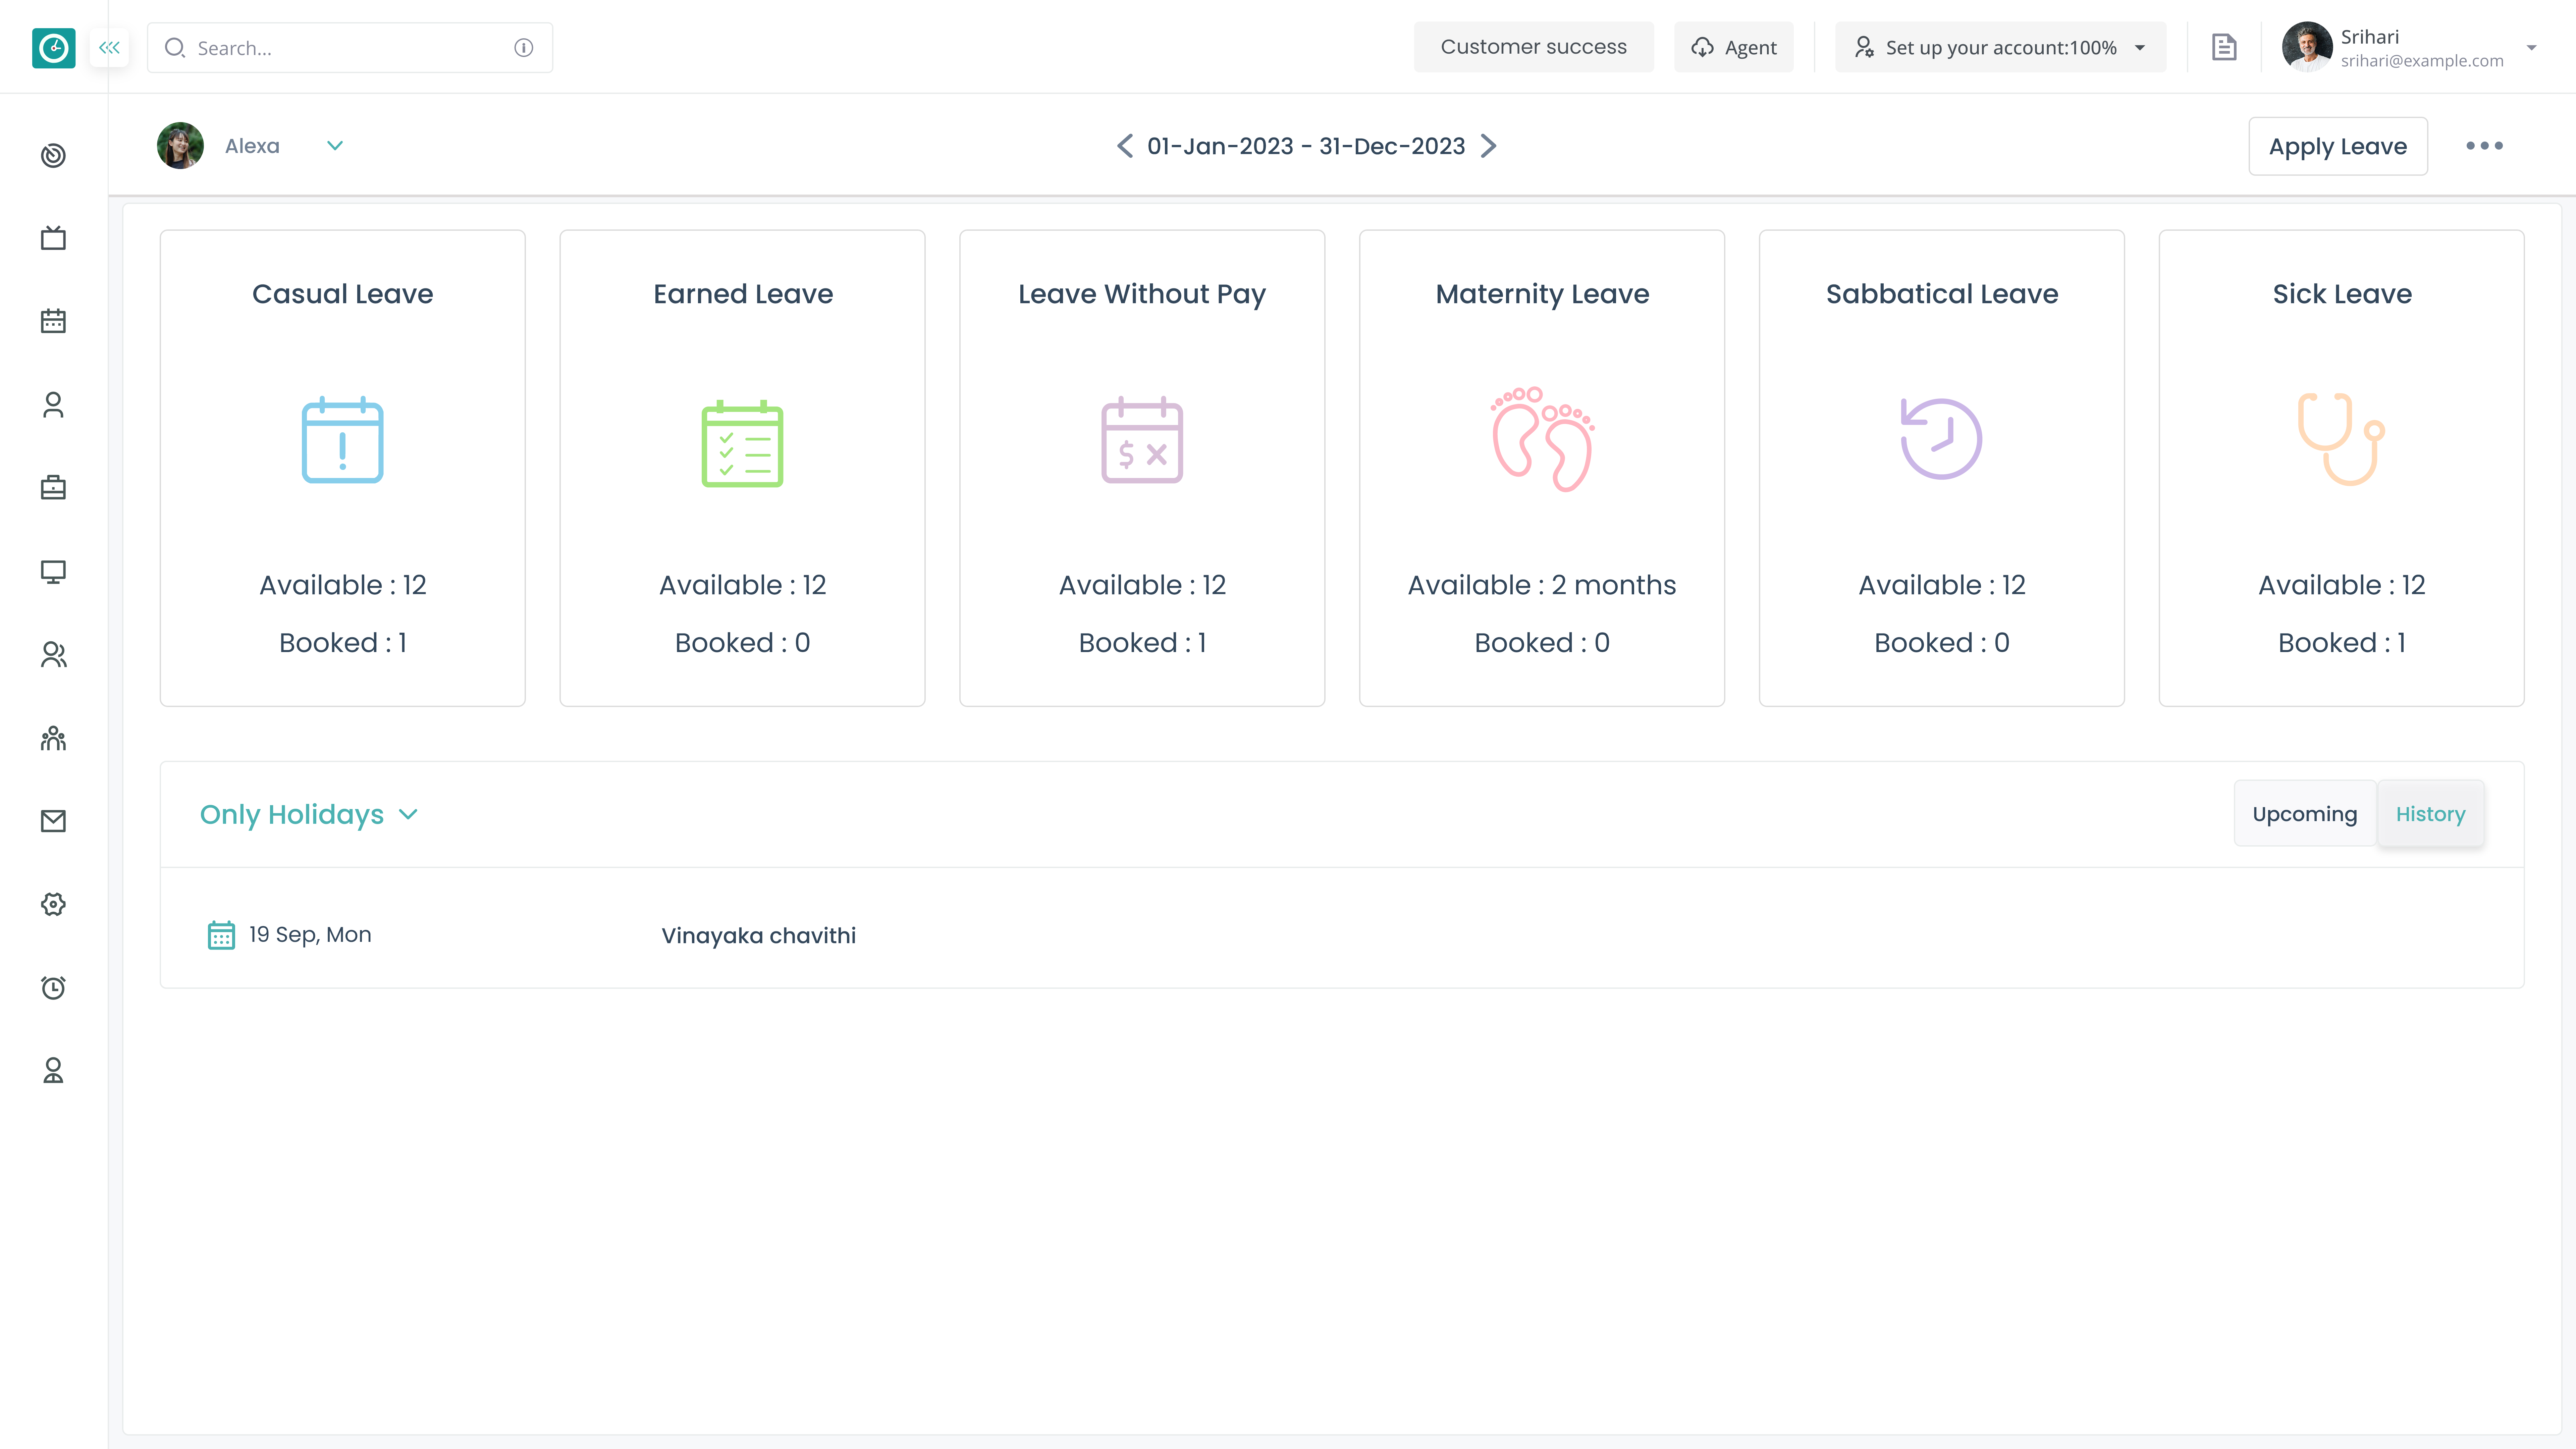 Search...
Customer success
Agent
Set up your account:100%
Srihari
srihari@example.com
Alexa
01-Jan-2023 - 31-Dec-2023
Apply Leave
Casual Leave
Available : 12
Booked : 1
Earned Leave
Available : 12
Booked : 0
Leave Without Pay
$
Available : 12
Booked : 1
Maternity Leave
Available : 2 months
Booked : 0
Sabbatical Leave
Available : 12
Booked : 0
Sick Leave
Available : 12
Booked : 1
Only Holidays
Upcoming
History
19 Sep, Mon
Vinayaka chavithi